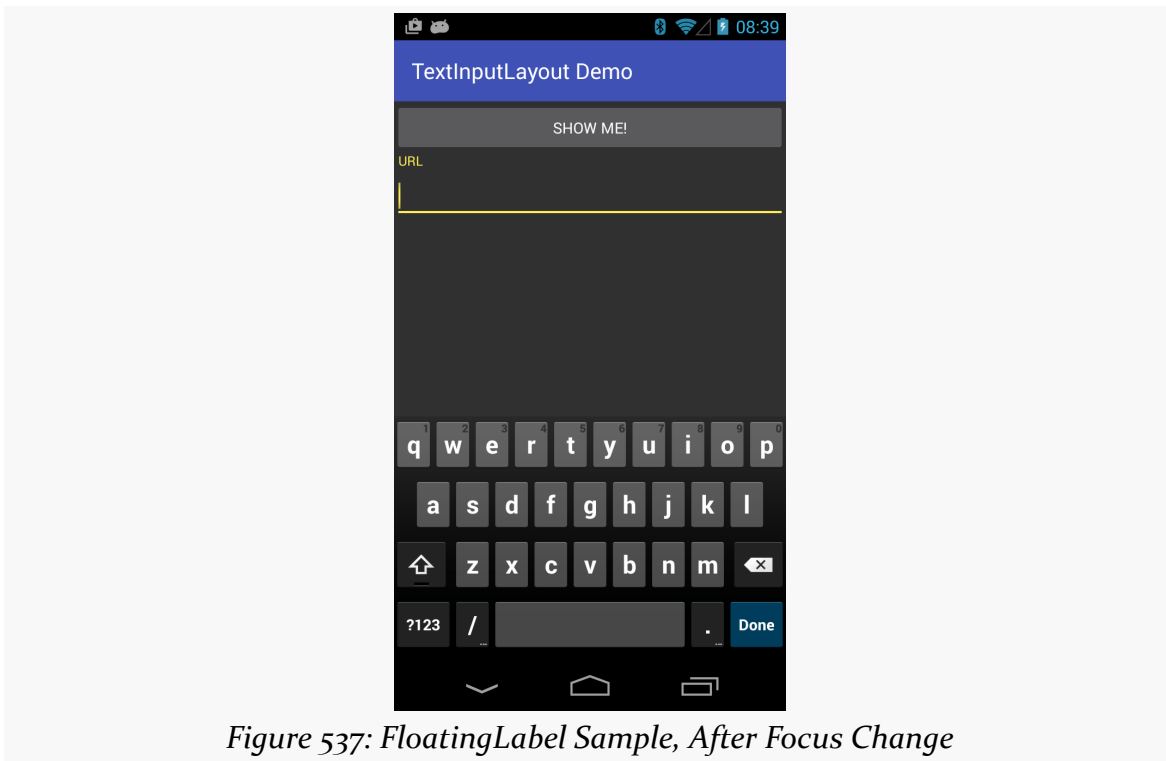 08:39
TextInputLayout Demo
SHOW ME!
URL
1 2 3 4 5 6 7 8 9 0
q w e r t y u i o p
a s d f g h j k l
z x c v b n m
?123 / . Done
Figure 537: FloatingLabel Sample, After Focus Change